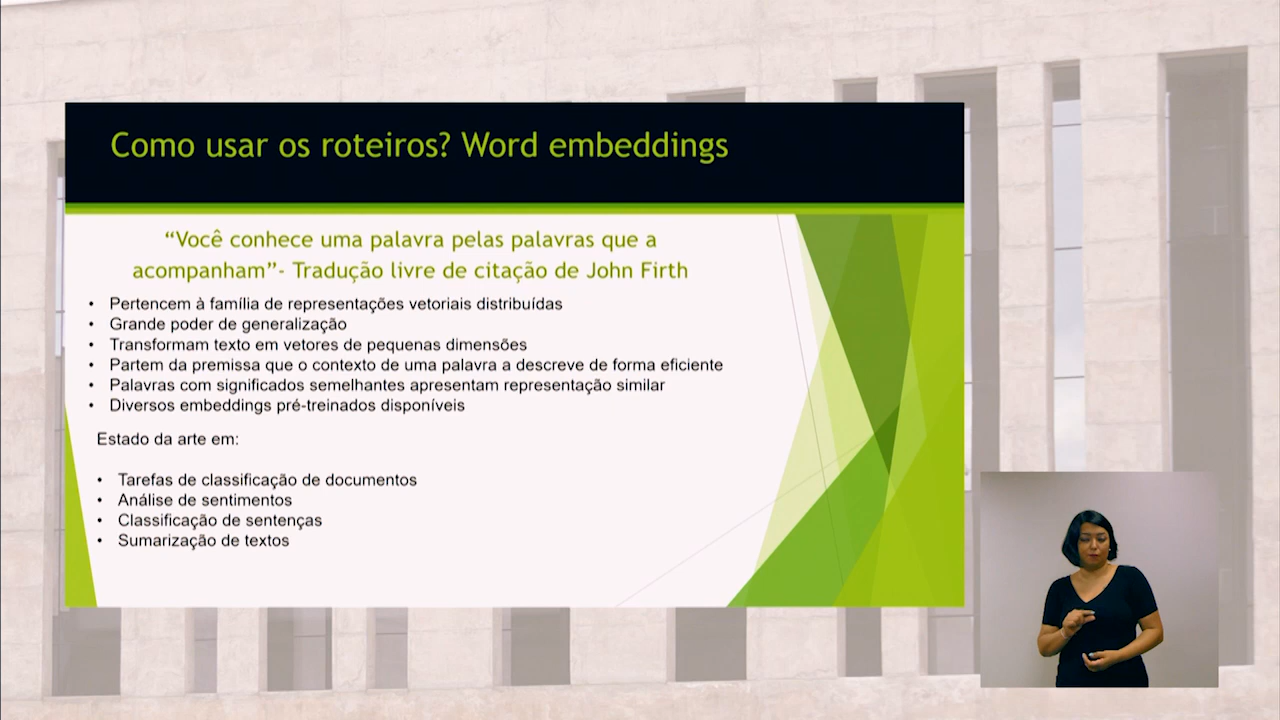 Como usar os roteiros? Word embeddings
“Você conhece uma palavra pelas palavras que a
acompanham”- Tradução livre de citação de John Firth
• Pertencem à família de representações vetoriais distribuídas
• Grande poder de generalização
• Transformam texto em vetores de pequenas dimensões
• Partem da premissa que o contexto de uma palavra a descreve de forma eficiente
• Palavras com significados semelhantes apresentam representação similar
• Diversos embeddings pré-treinados disponíveis
Estado da arte em:
• Tarefas de classificação de documentos
• Análise de sentimentos
• Classificação de sentenças
• Sumarização de textos